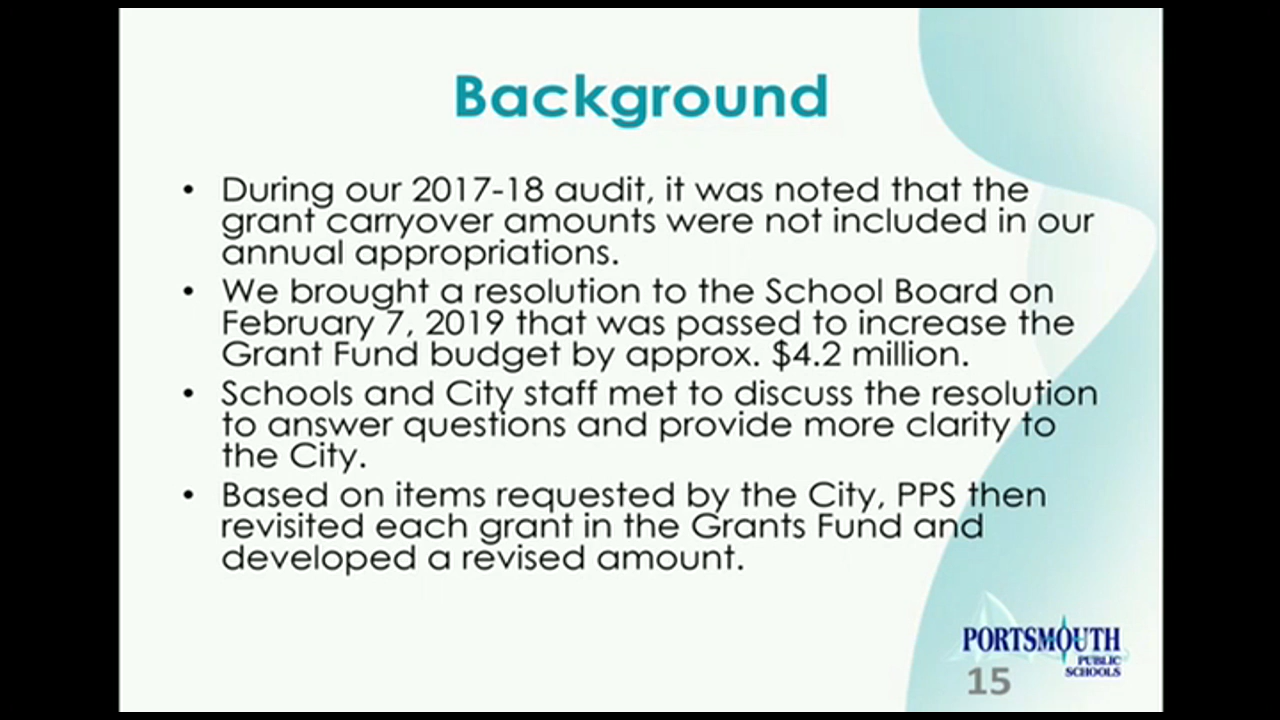 Background
• During our 2017-18 audit, it was noted that the
grant carryover amounts were not included in our
annual appropriations.
• We brought a resolution to the School Board on
February 7, 2019 that was passed to increase the
Grant Fund budget by approx. $4.2 million.
• Schools and City staff met to discuss the resolution
to answer questions and provide more clarity to
the City.
• Based on items requested by the City, PPS then
revisited each grant in the Grants Fund and
developed a revised amount.
PORTSMOUTH
PUBLIC
SCHOOLS
15